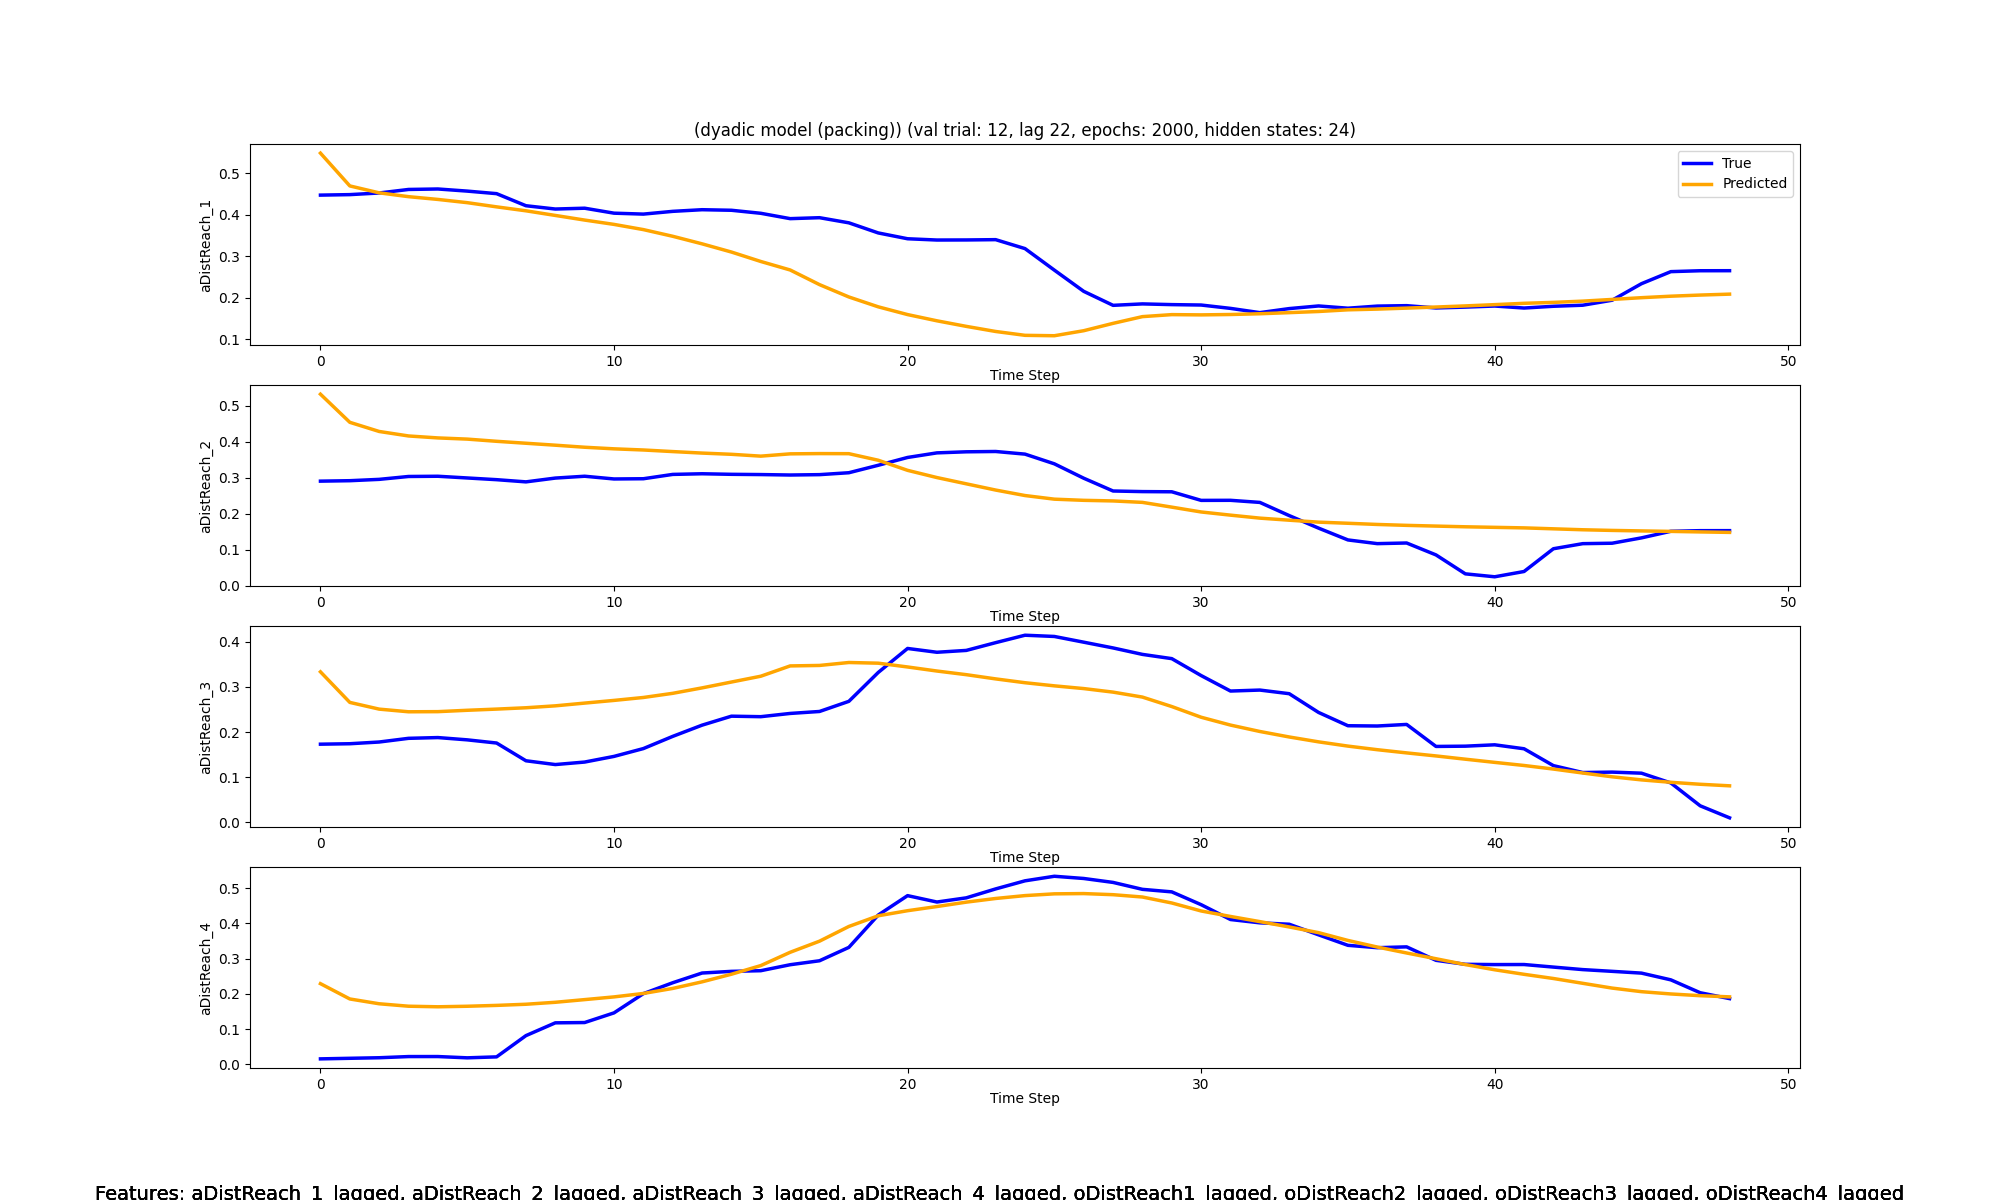 (dyadic model (packing)) (val trial: 12, lag 22, epochs: 2000, hidden states: 24)
True
Predicted
aDistReach_1
0.5
0.4
0.3
0.2
0.1
0 10 20 30 40 50
Time Step
aDistReach_2
0.5
0.4
0.3
0.2
0.1
0.0
0 10 20 30 40 50
Time Step
aDistReach_3
0.4
0.3
0.2
0.1
0.0
0 10 20 30 40 50
Time Step
aDistReach_4
0.5
0.4
0.3
0.2
0.1
0.0
0 10 20 30 40 50
Time Step
Features: aDistReach_1_lagged, aDistReach_2_lagged, aDistReach_3_lagged, aDistReach_4_lagged, oDistReach1_lagged, oDistReach2_lagged, oDistReach3_lagged, oDistReach4_lagged